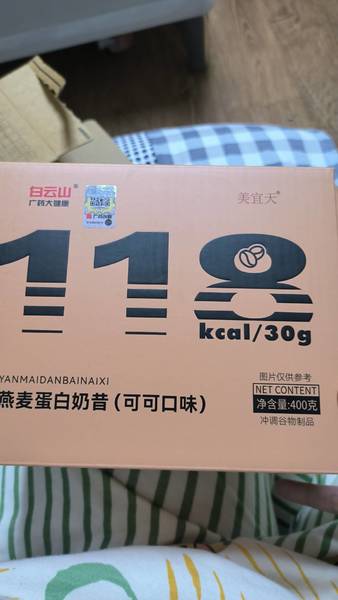 白云山®
广药大健康
美宜天®
118
kcal/30g
YANMAIDANBAINAIXI
燕麦蛋白奶昔(可可口味)
图片仅供参考
NET CONTENT
净含量:400克
冲调谷物制品